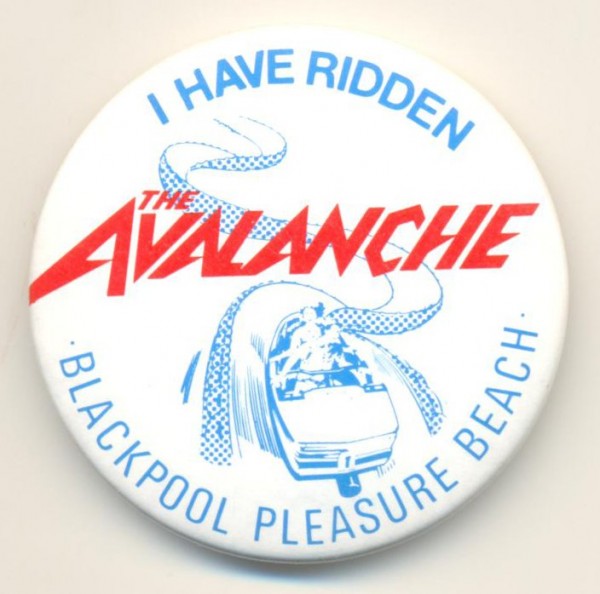 I HAVE RIDDEN
THE
AVALANCHE
· BLACKPOOL PLEASURE BEACH ·